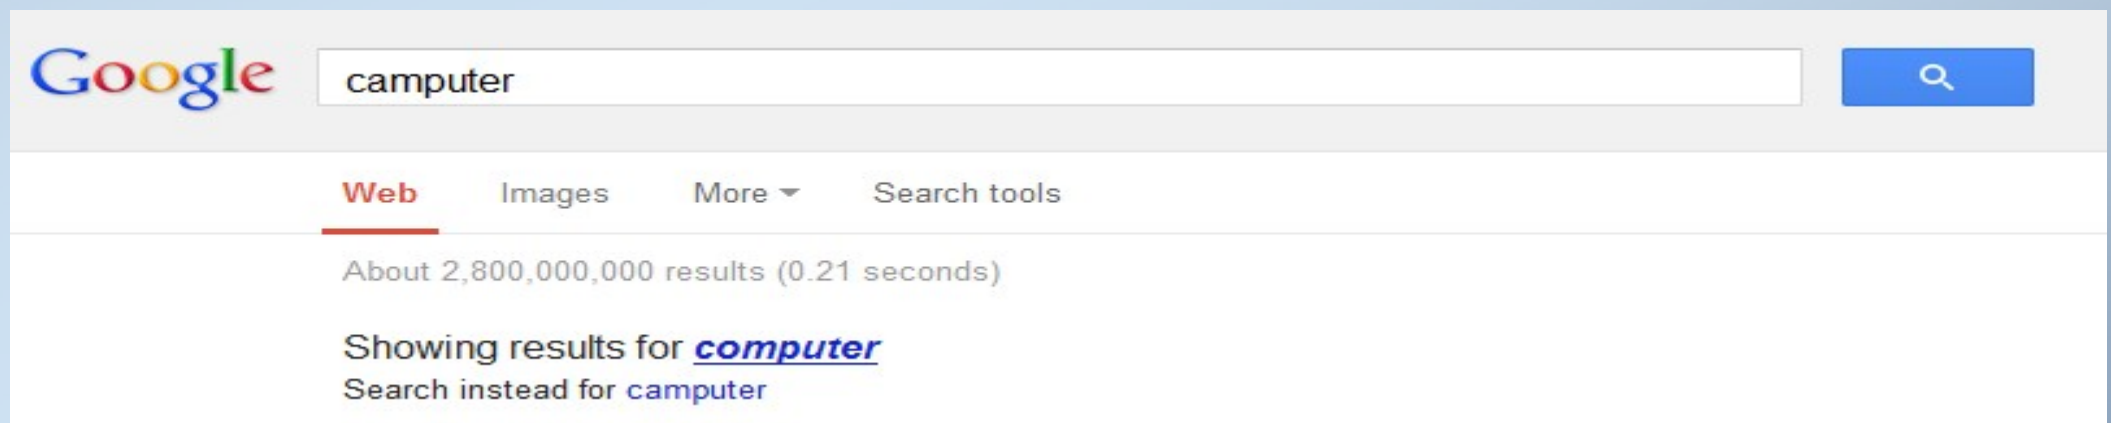 Google camputer
Web Images More Search tools
About 2,800,000,000 results (0.21 seconds)
Showing results for computer
Search instead for camputer